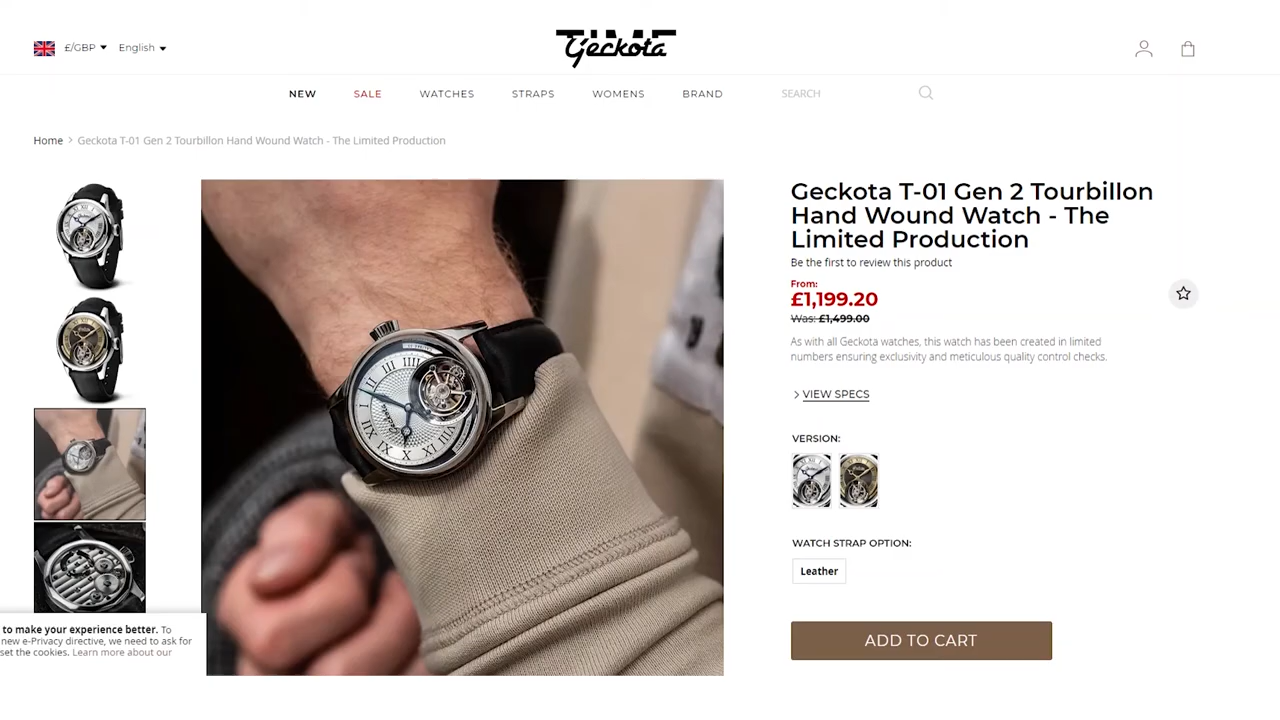 £/GBP
English
TIME
Geckota
NEW
SALE
WATCHES
STRAPS
WOMENS
BRAND
SEARCH
Home > Geckota T-01 Gen 2 Tourbillon Hand Wound Watch - The Limited Production
Geckota T-01 Gen 2 Tourbillon
Hand Wound Watch - The
Limited Production
Be the first to review this product
From:
£1,199.20
Was: £1,499.00
As with all Geckota watches, this watch has been created in limited
numbers ensuring exclusivity and meticulous quality control checks.
> VIEW SPECS
VERSION:
WATCH STRAP OPTION:
Leather
ADD TO CART
to make your experience better. To
new e-Privacy directive, we need to ask for
set the cookies. Learn more about our